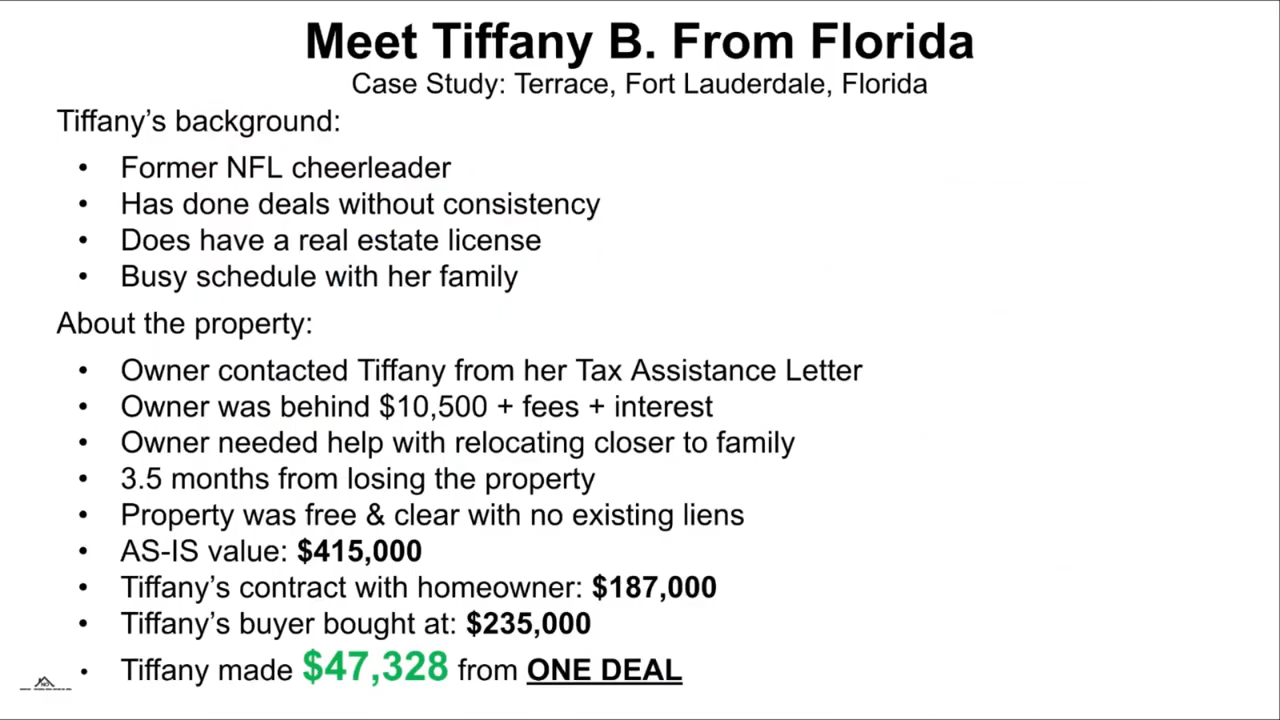 Meet Tiffany B. From Florida
Case Study: Terrace, Fort Lauderdale, Florida
Tiffany’s background:
• Former NFL cheerleader
• Has done deals without consistency
• Does have a real estate license
• Busy schedule with her family
About the property:
• Owner contacted Tiffany from her Tax Assistance Letter
• Owner was behind $10,500 + fees + interest
• Owner needed help with relocating closer to family
• 3.5 months from losing the property
• Property was free & clear with no existing liens
• AS-IS value: $415,000
• Tiffany’s contract with homeowner: $187,000
• Tiffany’s buyer bought at: $235,000
• Tiffany made $47,328 from ONE DEAL